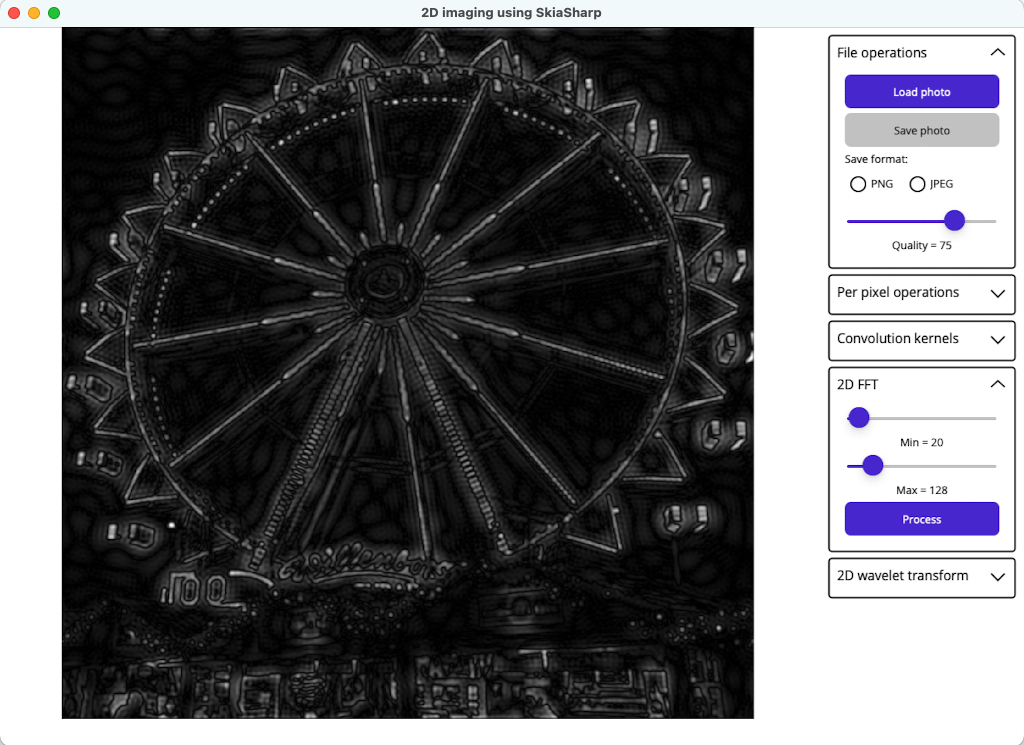 2D imaging using SkiaSharp
File operations
Load photo
Save photo
Save format:
PNG
JPEG
Quality = 75
Per pixel operations
Convolution kernels
2D FFT
Min = 20
Max = 128
Process
2D wavelet transform
100